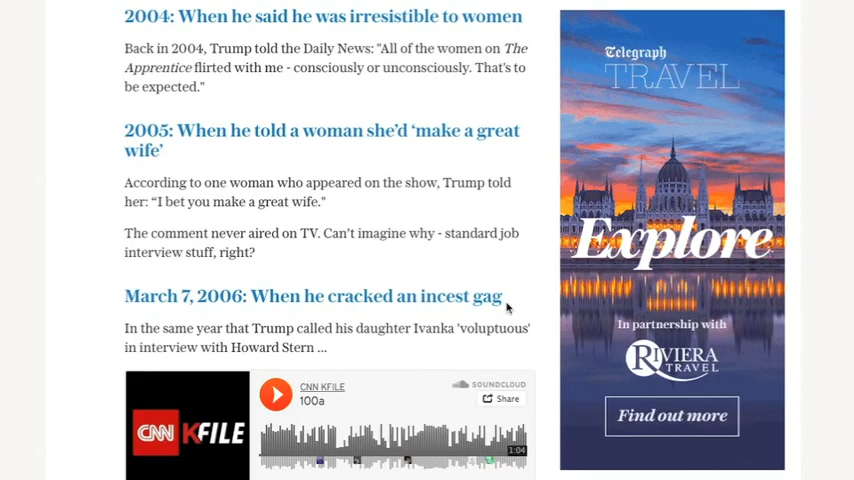 2004: When he said he was irresistible to women
Back in 2004, Trump told the Daily News: "All of the women on The
Apprentice flirted with me - consciously or unconsciously. That's to
be expected."
2005: When he told a woman she'd 'make a great
wife'
According to one woman who appeared on the show, Trump told
her: “I bet you make a great wife."
The comment never aired on TV. Can't imagine why - standard job
interview stuff, right?
March 7, 2006: When he cracked an incest gag
In the same year that Trump called his daughter Ivanka 'voluptuous'
in interview with Howard Stern ...
CNN KFILE
CNN KFILE
100a
SOUNDCLOUD
Share
1:04
Telegraph
TRAVEL
Explore
In partnership with
RIVIERA
TRAVEL
Find out more